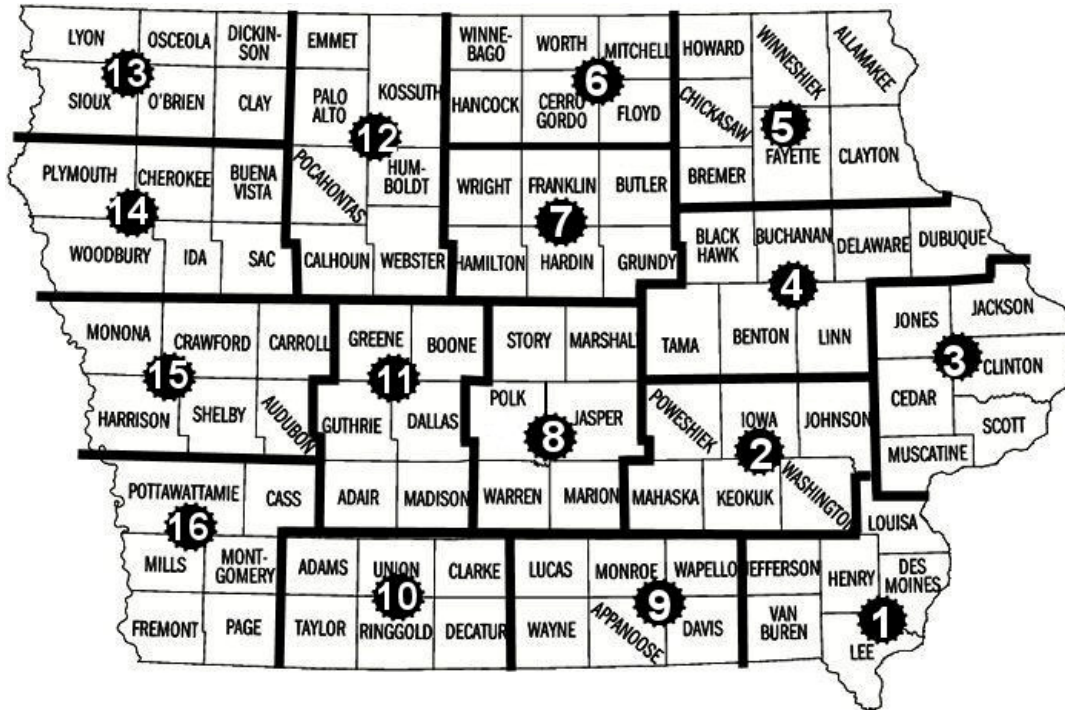 LYON
OSCEOLA
DICKIN-
SON
13
SIOUX
O'BRIEN
CLAY
EMMET
PALO
ALTO
KOSSUTH
12
POCAHONTAS
HUM-
BOLDT
CALHOUN
WEBSTER
WINNE-
BAGO
WORTH
MITCHELL
6
HANCOCK
CERRO
GORDO
FLOYD
HOWARD
WINNESHIEK
ALLAMAKEE
CHICKASAW
5
BREMER
FAYETTE
CLAYTON
PLYMOUTH
CHEROKEE
BUENA
VISTA
14
WOODBURY
IDA
SAC
WRIGHT
FRANKLIN
BUTLER
7
HAMILTON
HARDIN
GRUNDY
BLACK
HAWK
BUCHANAN
DELAWARE
DUBUQUE
4
TAMA
BENTON
LINN
JONES
JACKSON
3
CLINTON
CEDAR
SCOTT
MUSCATINE
MONONA
CRAWFORD
CARROLL
15
HARRISON
SHELBY
AUDUBON
GREENE
BOONE
11
GUTHRIE
DALLAS
ADAIR
MADISON
STORY
MARSHAL
POLK
JASPER
8
WARREN
MARION
POWESHIEK
IOWA
JOHNSON
2
MAHASKA
KEOKUK
WASHINGTON
POTTAWATTAMIE
CASS
16
MILLS
MONT-
GOMERY
FREMONT
PAGE
ADAMS
UNION
CLARKE
10
TAYLOR
RINGGOLD
DECATUR
LUCAS
MONROE
WAPELLO
9
WAYNE
APPANOOSE
DAVIS
JEFFERSON
HENRY
LOUISA
DES
MOINES
VAN
BUREN
1
LEE